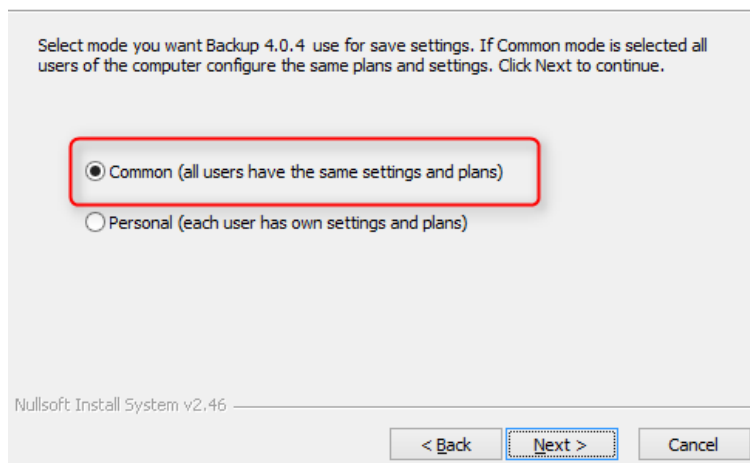 Select mode you want Backup 4.0.4 use for save settings. If Common mode is selected all
users of the computer configure the same plans and settings. Click Next to continue.
Common (all users have the same settings and plans)
Personal (each user has own settings and plans)
Nullsoft Install System v2.46
< Back Next > Cancel